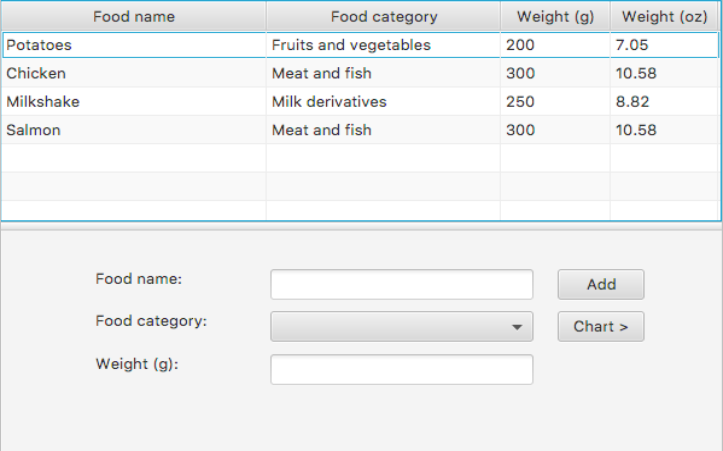 Food name Food category Weight (g) Weight (oz)
Potatoes Fruits and vegetables 200 7.05
Chicken Meat and fish 300 10.58
Milkshake Milk derivatives 250 8.82
Salmon Meat and fish 300 10.58
Food name: Add
Food category: Chart >
Weight (g):